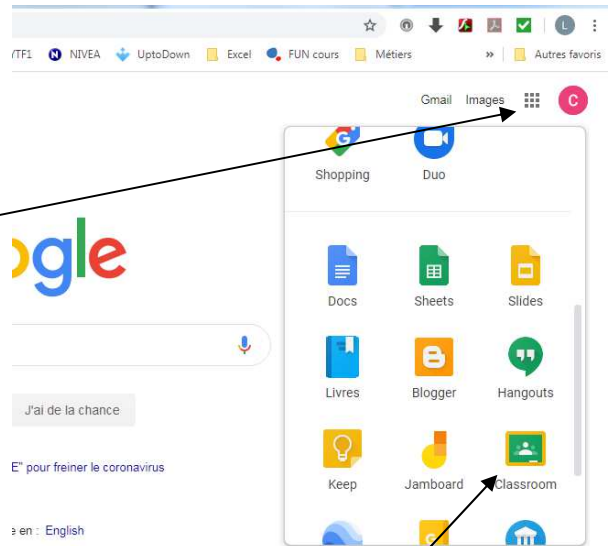 L
/TF1 NIVEA UptoDown Excel FUN cours Métiers » Autres favoris
Gmail Images C
Shopping Duo
ogle
Docs Sheets Slides
Livres Blogger Hangouts
J'ai de la chance
E" pour freiner le coronavirus
Keep Jamboard Classroom
e en : English